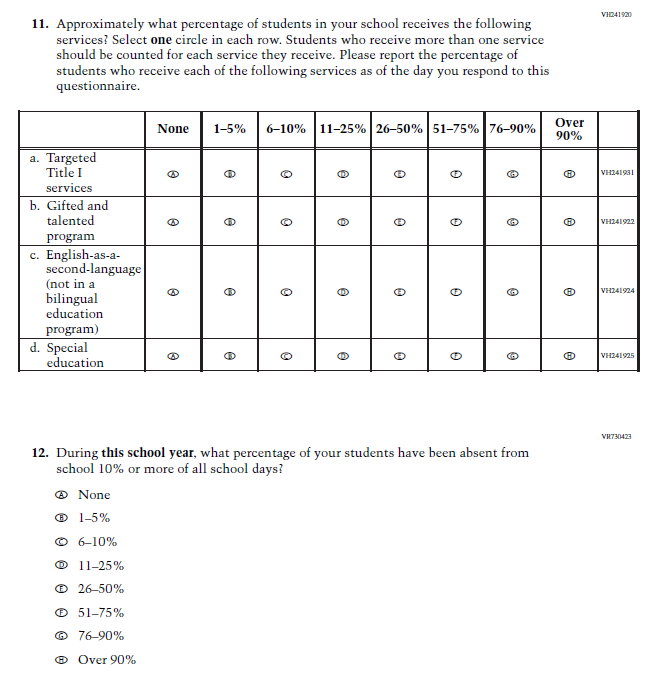 VH241920
11. Approximately what percentage of students in your school receives the following
services? Select one circle in each row. Students who receive more than one service
should be counted for each service they receive. Please report the percentage of
students who receive each of the following services as of the day you respond to this
questionnaire.
None 1–5% 6–10% 11–25% 26–50% 51–75% 76–90% Over
90%
a. Targeted
Title I
services
A B C D E F G H VH241931
b. Gifted and
talented
program
A B C D E F G H VH241922
c. English-as-a-
second-language
(not in a
bilingual
education
program)
A B C D E F G H VH241924
d. Special
education
A B C D E F G H VH241925
VR730423
12. During this school year, what percentage of your students have been absent from
school 10% or more of all school days?
A None
B 1–5%
C 6–10%
D 11–25%
E 26–50%
F 51–75%
G 76–90%
H Over 90%